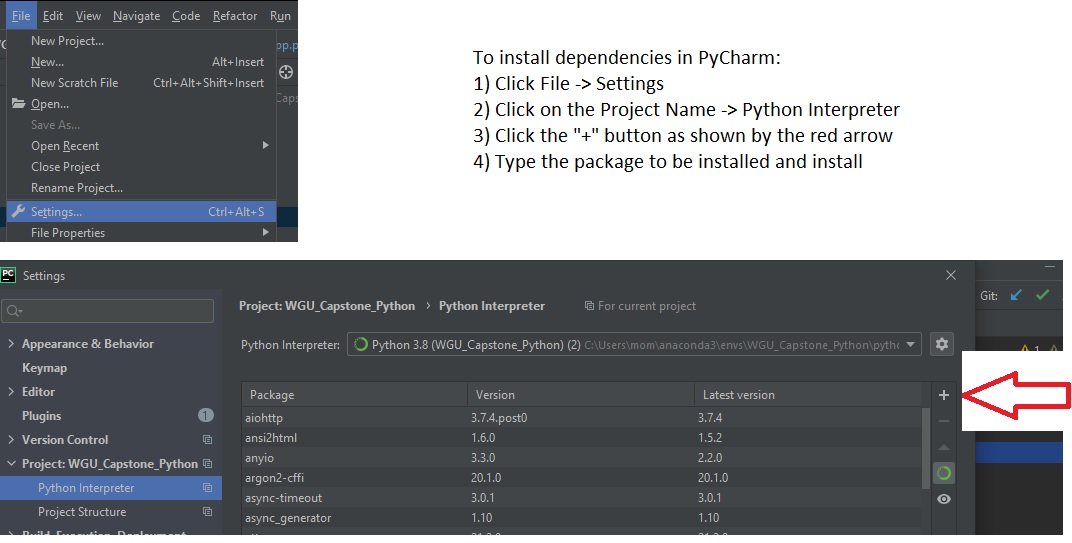 File Edit View Navigate Code Refactor Run
New Project...
New... Alt+Insert
New Scratch File Ctrl+Alt+Shift+Insert
Open...
Save As...
Open Recent
Close Project
Rename Project...
Settings... Ctrl+Alt+S
File Properties
To install dependencies in PyCharm:
1) Click File -> Settings
2) Click on the Project Name -> Python Interpreter
3) Click the "+" button as shown by the red arrow
4) Type the package to be installed and install
PC Settings
Appearance & Behavior
Keymap
Editor
Plugins 1
Version Control
Project: WGU_Capstone_Python
Python Interpreter
Project Structure
Build, Execution, Deployment
Project: WGU_Capstone_Python › Python Interpreter For current project
Python Interpreter: Python 3.8 (WGU_Capstone_Python) (2) C:\Users\mom\anaconda3\envs\WGU_Capstone_Python\pytho
Package Version Latest version
aiohttp 3.7.4.post0 3.7.4
ansi2html 1.6.0 1.5.2
anyio 3.3.0 2.2.0
argon2-cffi 20.1.0 20.1.0
async-timeout 3.0.1 3.0.1
async_generator 1.10 1.10
Git:
1